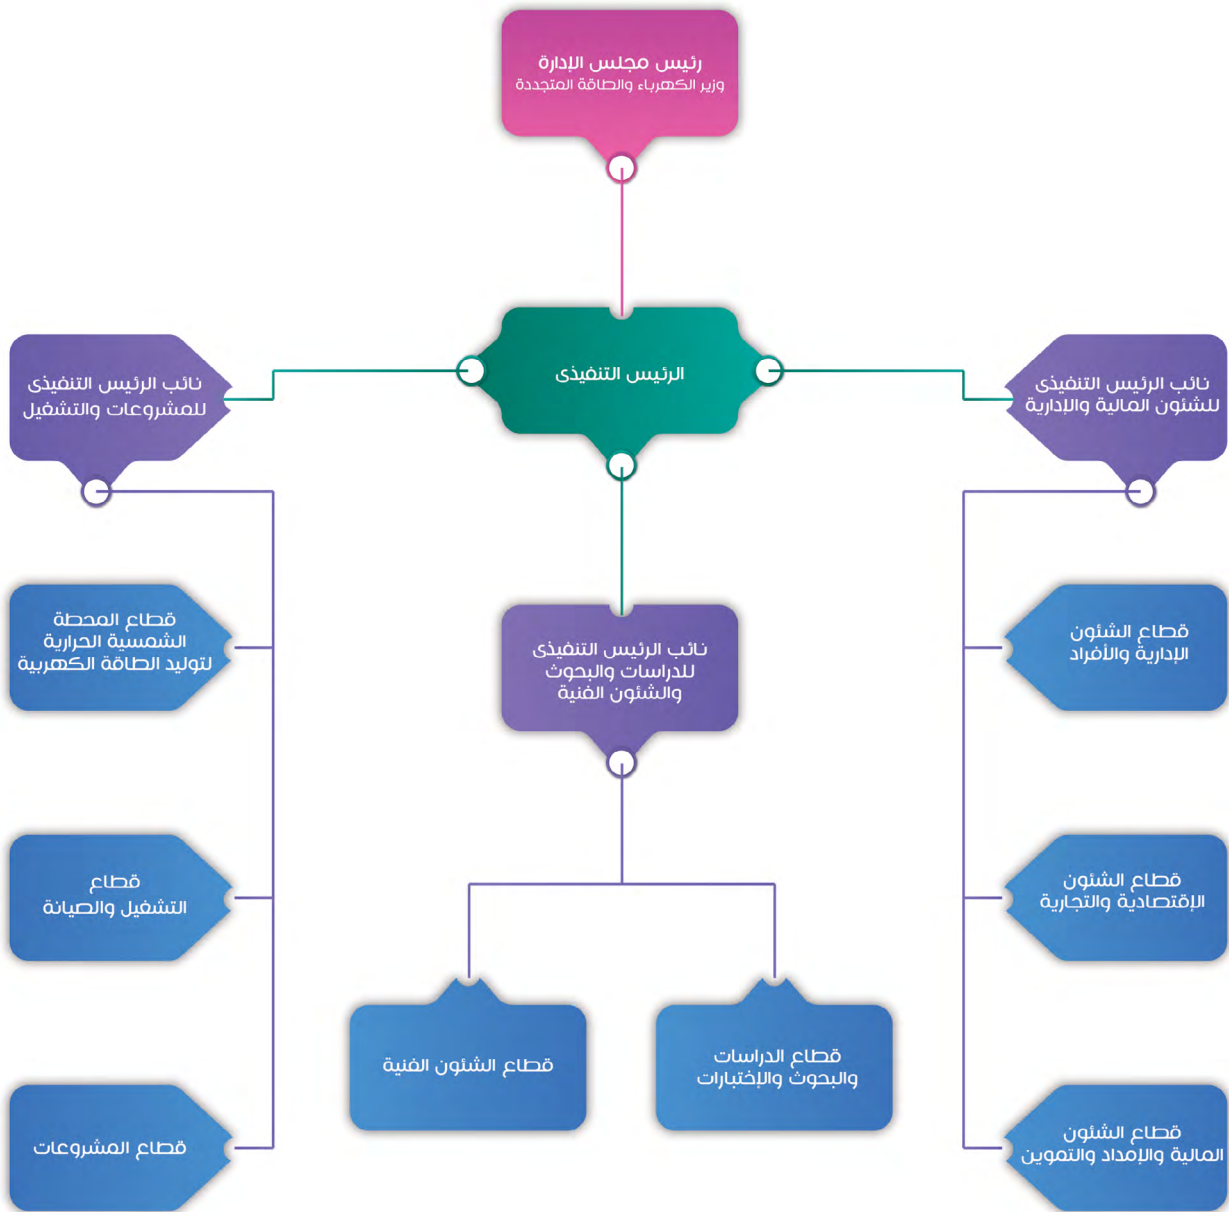 رئيس مجلس الإدارة
وزير الكهرباء والطاقة المتجددة
الرئيس التنفيذى
نائب الرئيس التنفيذى
للشئون المالية والإدارية
نائب الرئيس التنفيذى
للمشروعات والتشغيل
نائب الرئيس التنفيذى
للدراسات والبحوث
والشئون الفنية
قطاع الشئون
الإدارية والأفراد
قطاع المحطة
الشمسية الحرارية
لتوليد الطاقة الكهربية
قطاع الشئون
الإقتصادية والتجارية
قطاع
التشغيل والصيانة
قطاع الدراسات
والبحوث والإختبارات
قطاع الشئون الفنية
قطاع الشئون
المالية والإمداد والتموين
قطاع المشروعات